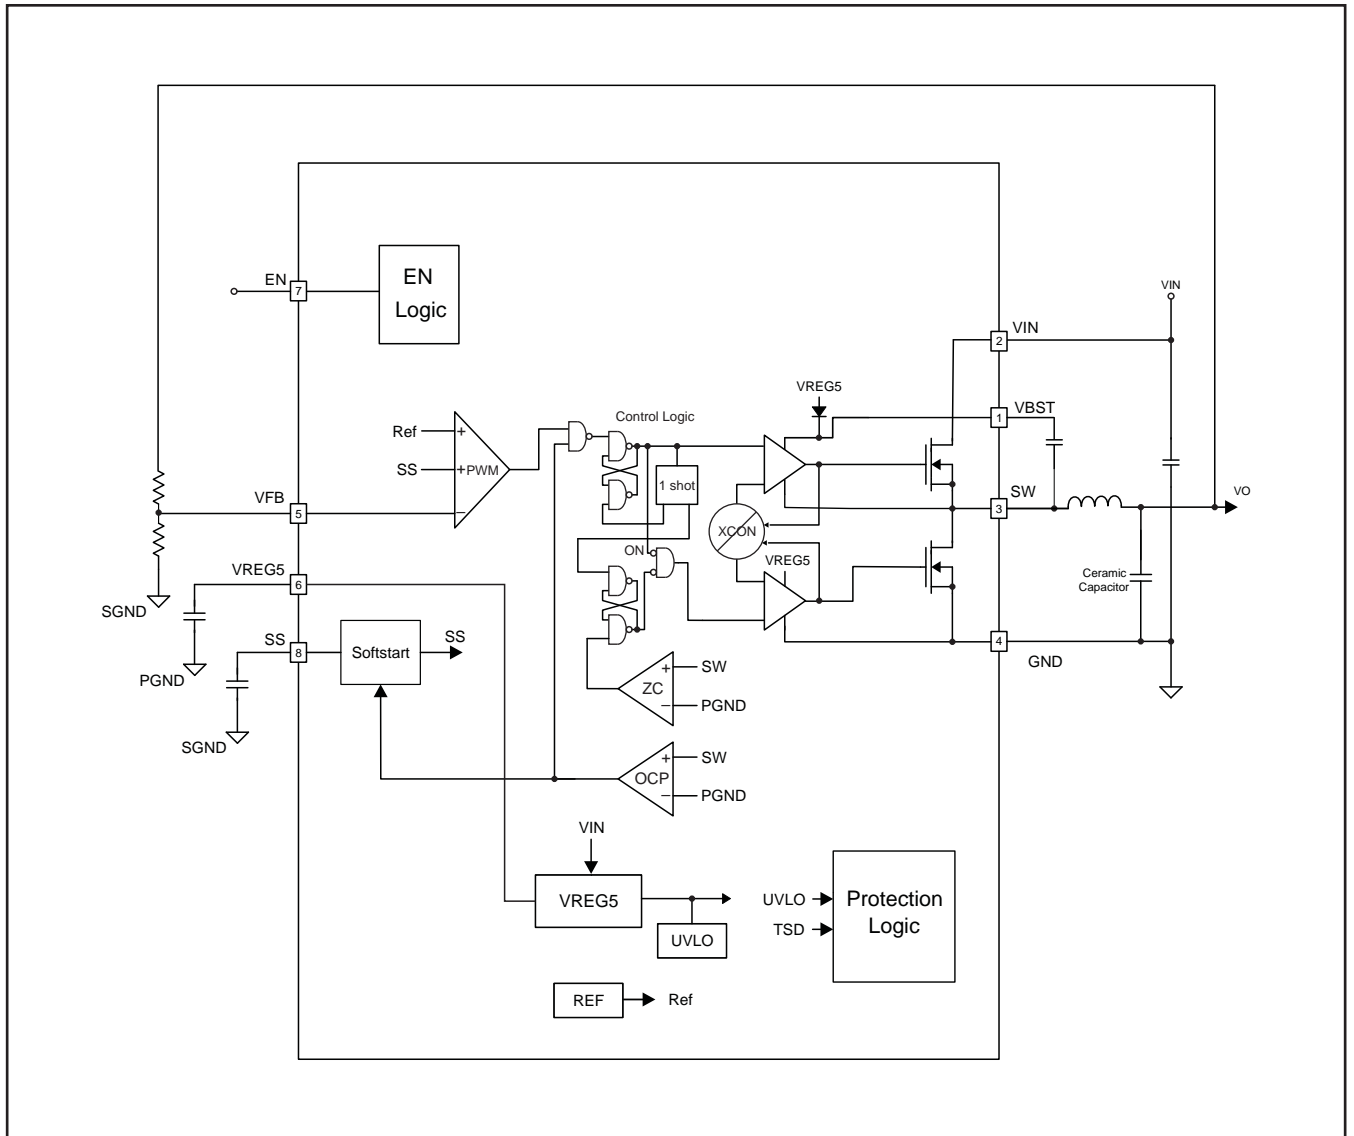 EN
7
EN
Logic
VIN
VIN
2
VREG5
VBST
1
Control Logic
Ref
+
SS
+
PWM
−
1 shot
VFB
5
SW
3
VO
XCON
ON
VREG5
VREG5
6
Ceramic
Capacitor
SGND
SS
8
Softstart
SS
4
GND
PGND
SGND
+
SW
ZC
−
PGND
+
SW
OCP
−
PGND
VIN
VREG5
UVLO
UVLO
TSD
Protection
Logic
REF
Ref